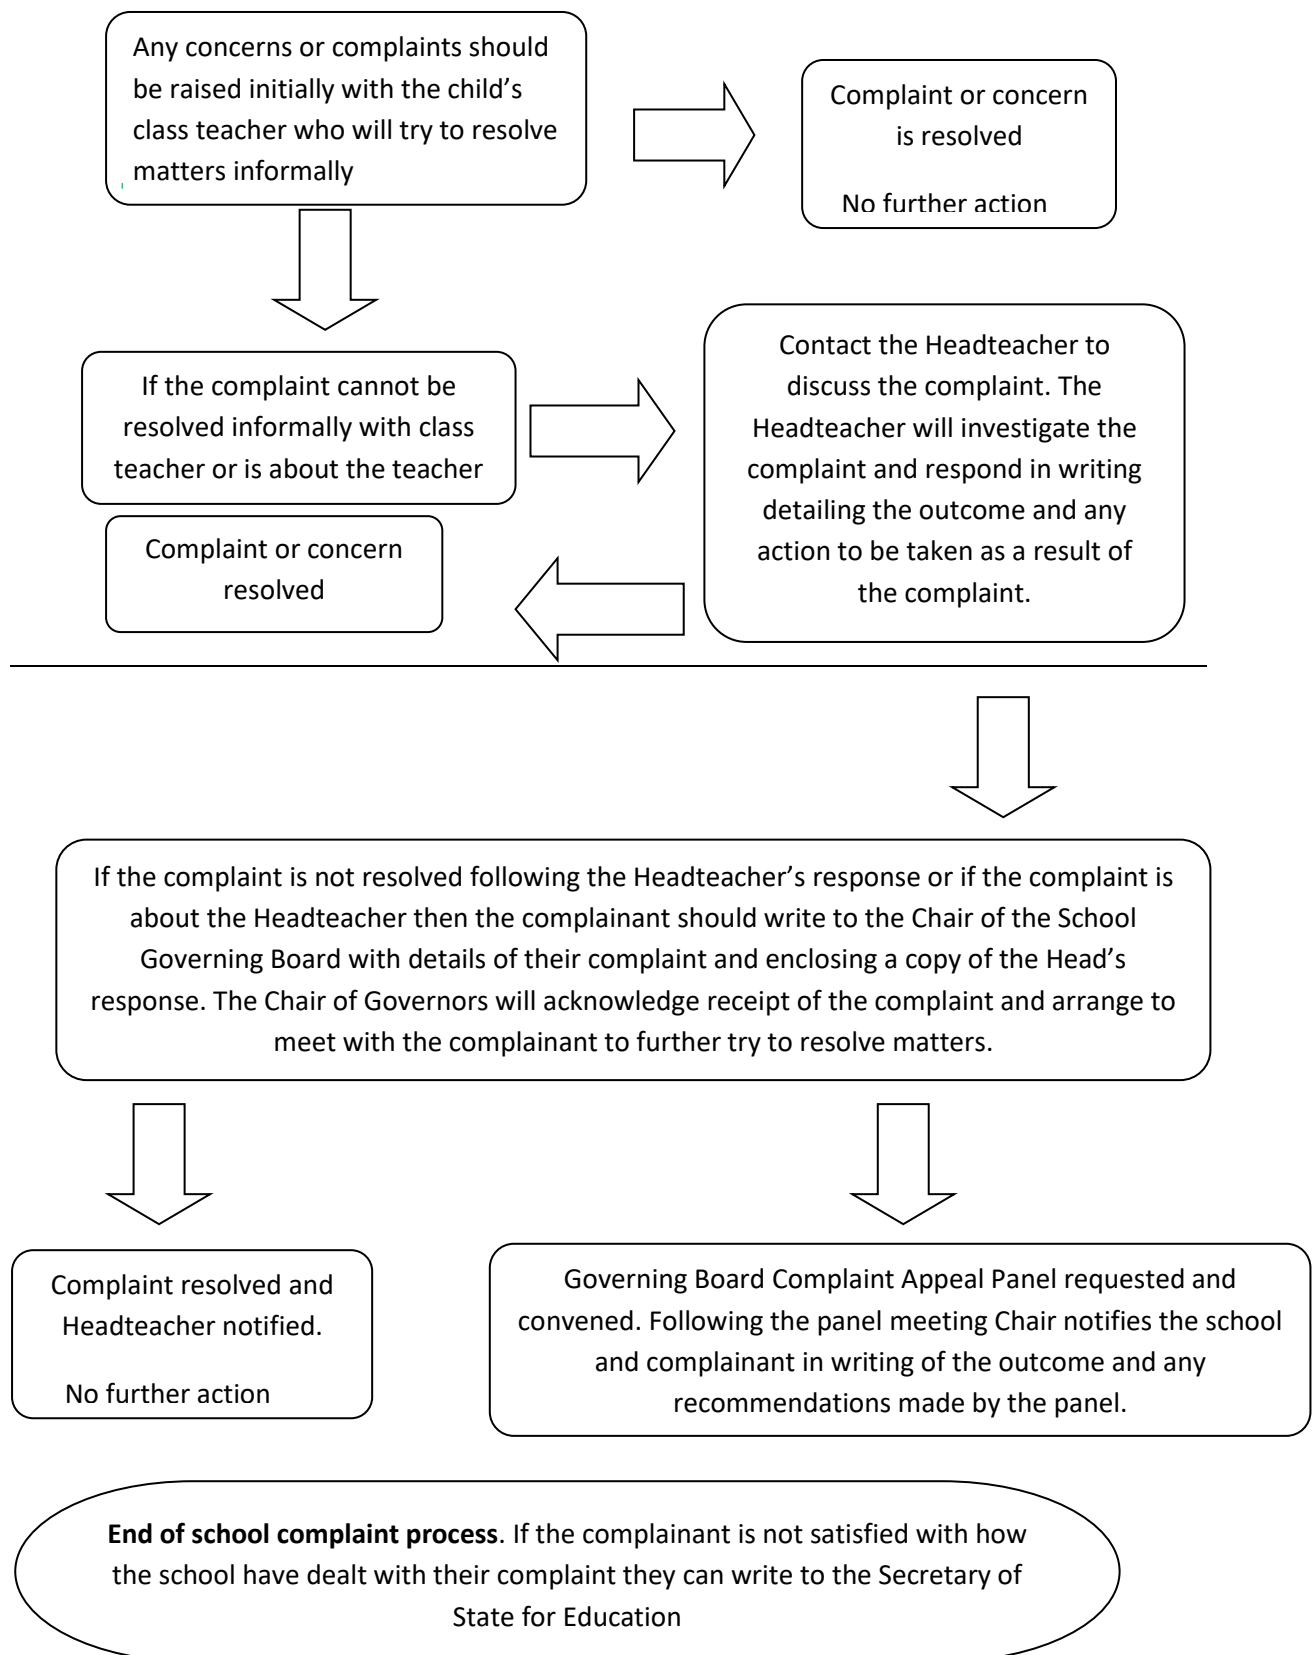 Any concerns or complaints should
be raised initially with the child’s
class teacher who will try to resolve
matters informally
Complaint or concern
is resolved
No further action
If the complaint cannot be
resolved informally with class
teacher or is about the teacher
Contact the Headteacher to
discuss the complaint. The
Headteacher will investigate the
complaint and respond in writing
detailing the outcome and any
action to be taken as a result of
the complaint.
Complaint or concern
resolved
If the complaint is not resolved following the Headteacher’s response or if the complaint is
about the Headteacher then the complainant should write to the Chair of the School
Governing Board with details of their complaint and enclosing a copy of the Head’s
response. The Chair of Governors will acknowledge receipt of the complaint and arrange to
meet with the complainant to further try to resolve matters.
Complaint resolved and
Headteacher notified.
No further action
Governing Board Complaint Appeal Panel requested and
convened. Following the panel meeting Chair notifies the school
and complainant in writing of the outcome and any
recommendations made by the panel.
End of school complaint process. If the complainant is not satisfied with how
the school have dealt with their complaint they can write to the Secretary of
State for Education